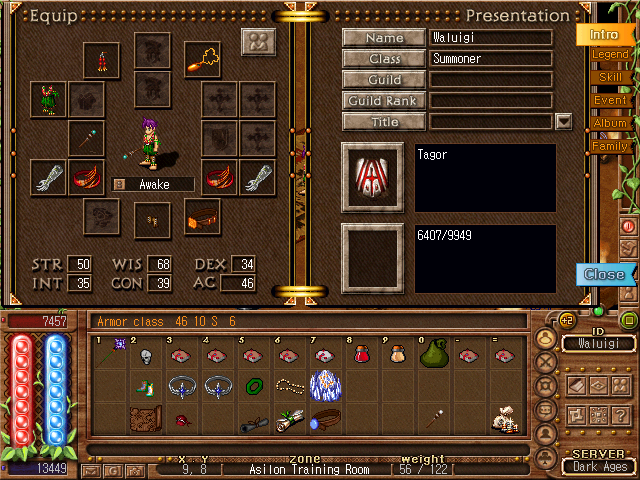 Equip
Presentation
Name Waluigi
Class Summoner
Guild
Guild Rank
Title
Intro
Legend
Skill
Event
Album
Family
Tagor
6407/9949
Close
B Awake
STR 50 WIS 68 DEX 34
INT 35 CON 39 AC 46
7457
Armor class 46 10 S 6
+2
ID
Waluigi
1 2 3 4 5 6 7 8 9 0 - =
13449
x, y zone weight
9, 8 Asilon Training Room 56 / 122
SERVER
Dark Ages